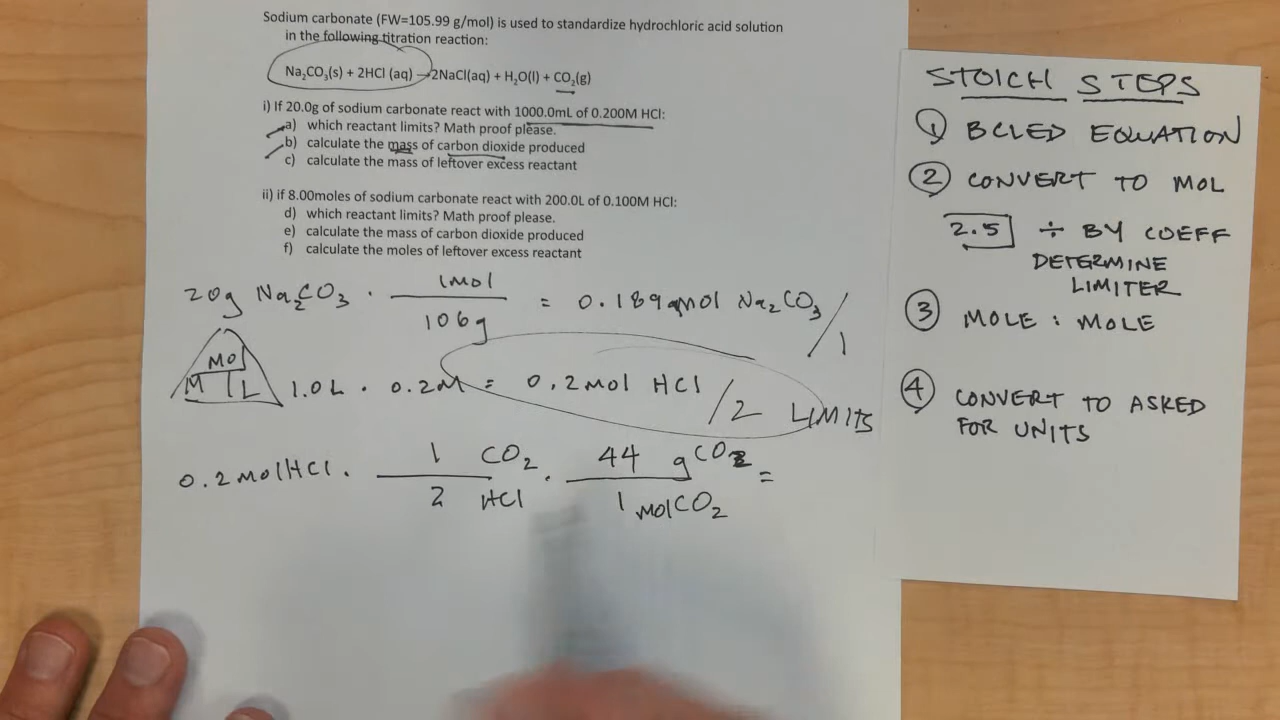 Sodium carbonate (FW=105.99 g/mol) is used to standardize hydrochloric acid solution
in the following titration reaction:
Na₂CO₃(s) + 2HCl (aq) →2NaCl(aq) + H₂O(l) + CO₂(g)
i) If 20.0g of sodium carbonate react with 1000.0mL of 0.200M HCl:
a) which reactant limits? Math proof please.
b) calculate the mass of carbon dioxide produced
c) calculate the mass of leftover excess reactant
ii) if 8.00moles of sodium carbonate react with 200.0L of 0.100M HCl:
d) which reactant limits? Math proof please.
e) calculate the mass of carbon dioxide produced
f) calculate the moles of leftover excess reactant
20g Na₂CO₃ · 1mol / 106g = 0.189 mol Na₂CO₃ / 1
mol
M L
1.0L · 0.2M = 0.2mol HCl / 2 LIMITS
0.2molHCl · 1 CO₂ / 2 HCl · 44 g CO₂ / 1 molCO₂ =
STOICH STEPS
1 BCLED EQUATION
2 CONVERT TO MOL
2.5 ÷ BY COEFF
DETERMINE
LIMITER
3 MOLE : MOLE
4 CONVERT TO ASKED
FOR UNITS